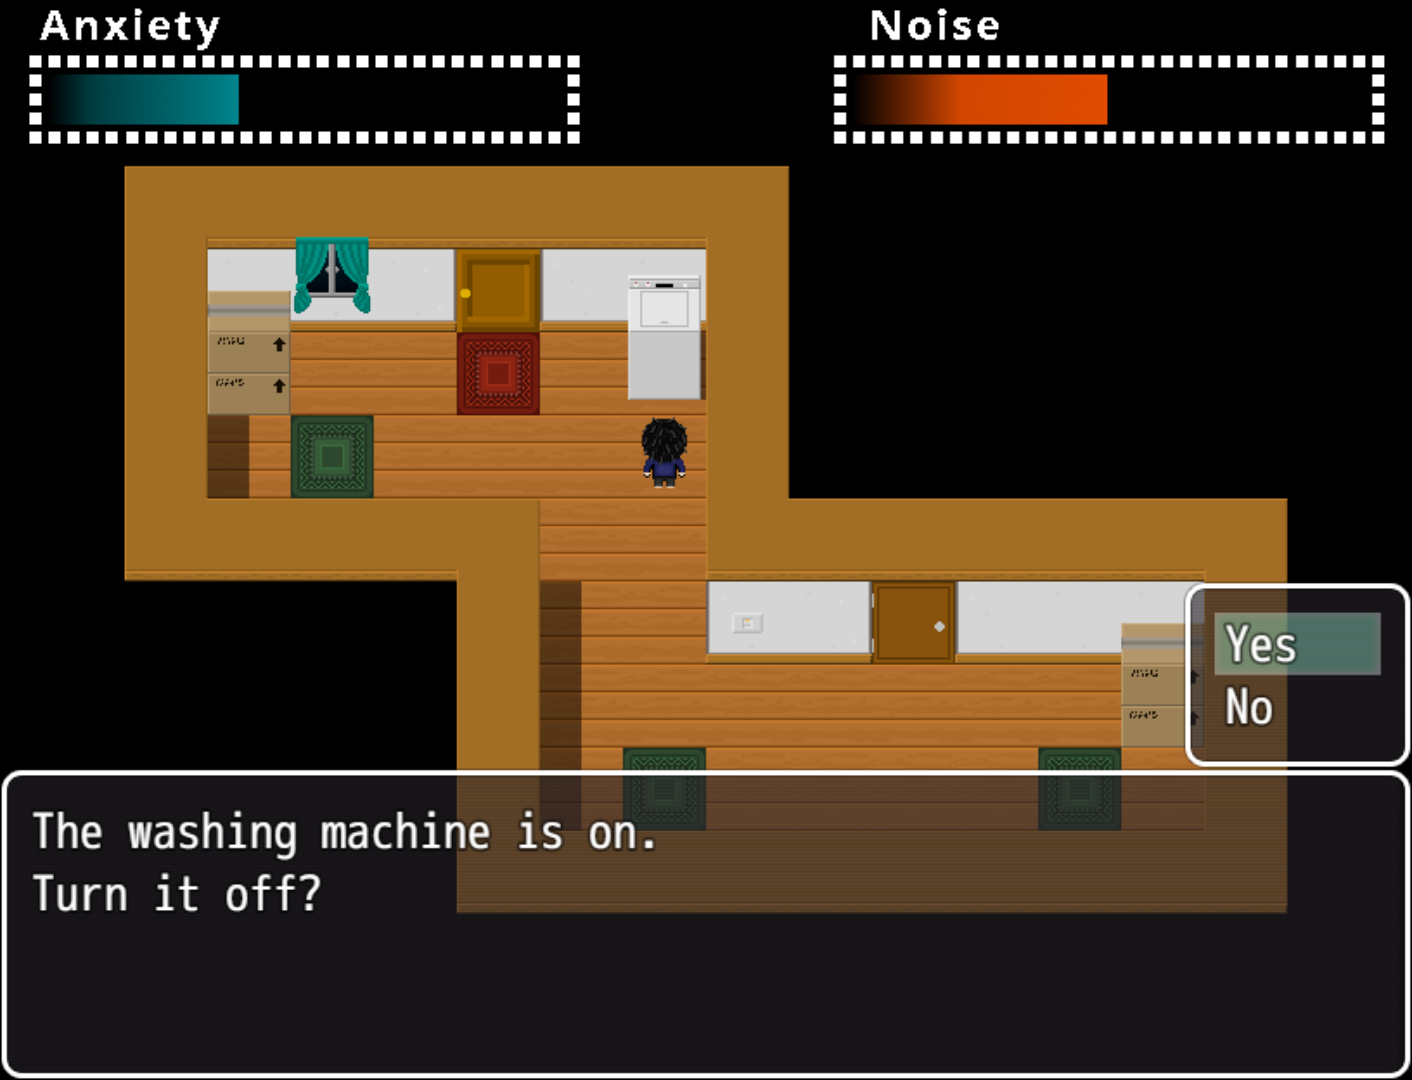 Anxiety
Noise
Yes
No
The washing machine is on.
Turn it off?